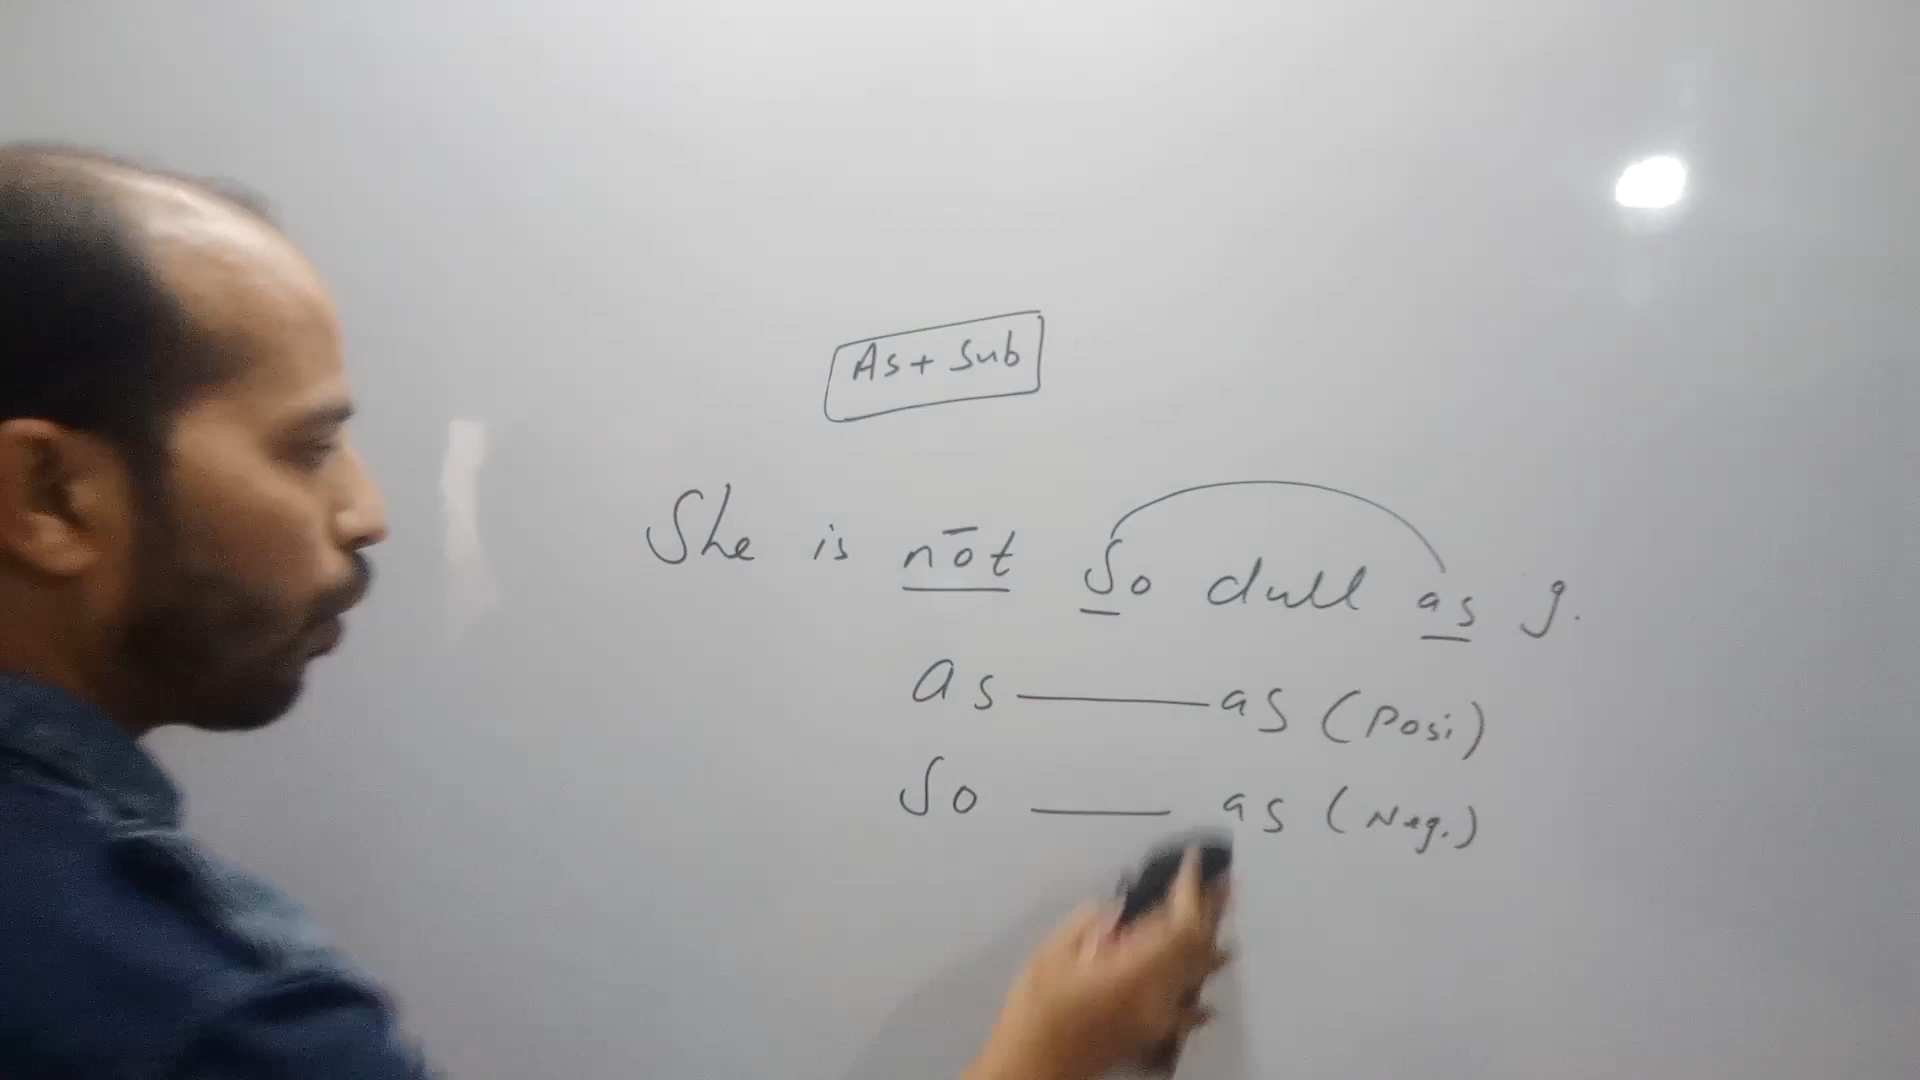 As + Sub
She is not so dull as I.
as ——— as (Posi)
So —— as (Neg.)